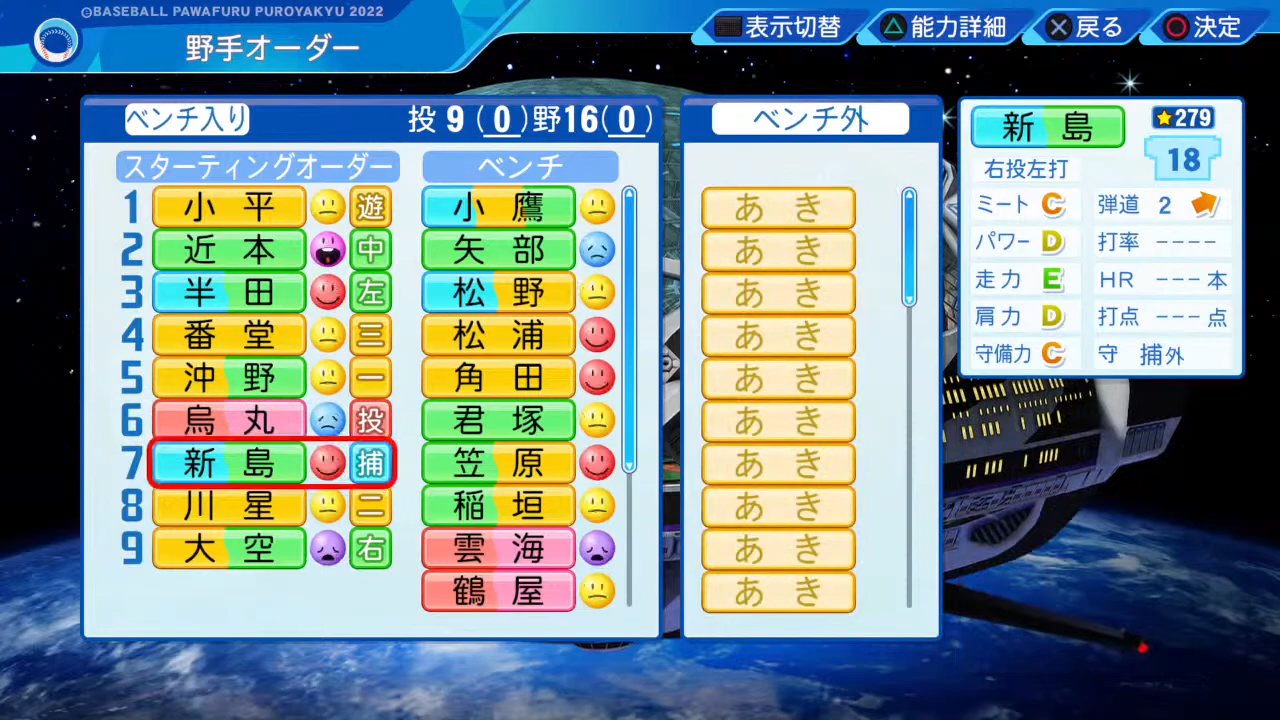 ©BASEBALL PAWAFURU PUROYAKYU 2022
野手オーダー
表示切替
能力詳細
戻る
決定
ベンチ入り 投 9 (0) 野16(0)
スターティングオーダー
1 小平 遊
2 近本 中
3 半田 左
4 番堂 三
5 沖野 一
6 烏丸 投
7 新島 捕
8 川星 二
9 大空 右
ベンチ
小鷹
矢部
松野
松浦
角田
君塚
笠原
稲垣
雲海
鶴屋
ベンチ外
あき
あき
あき
あき
あき
あき
あき
あき
あき
あき
新島 ★279
右投左打 18
ミート C 弾道 2
パワー D 打率 ----
走力 E HR ---本
肩力 D 打点 ---点
守備力 C 守 捕外